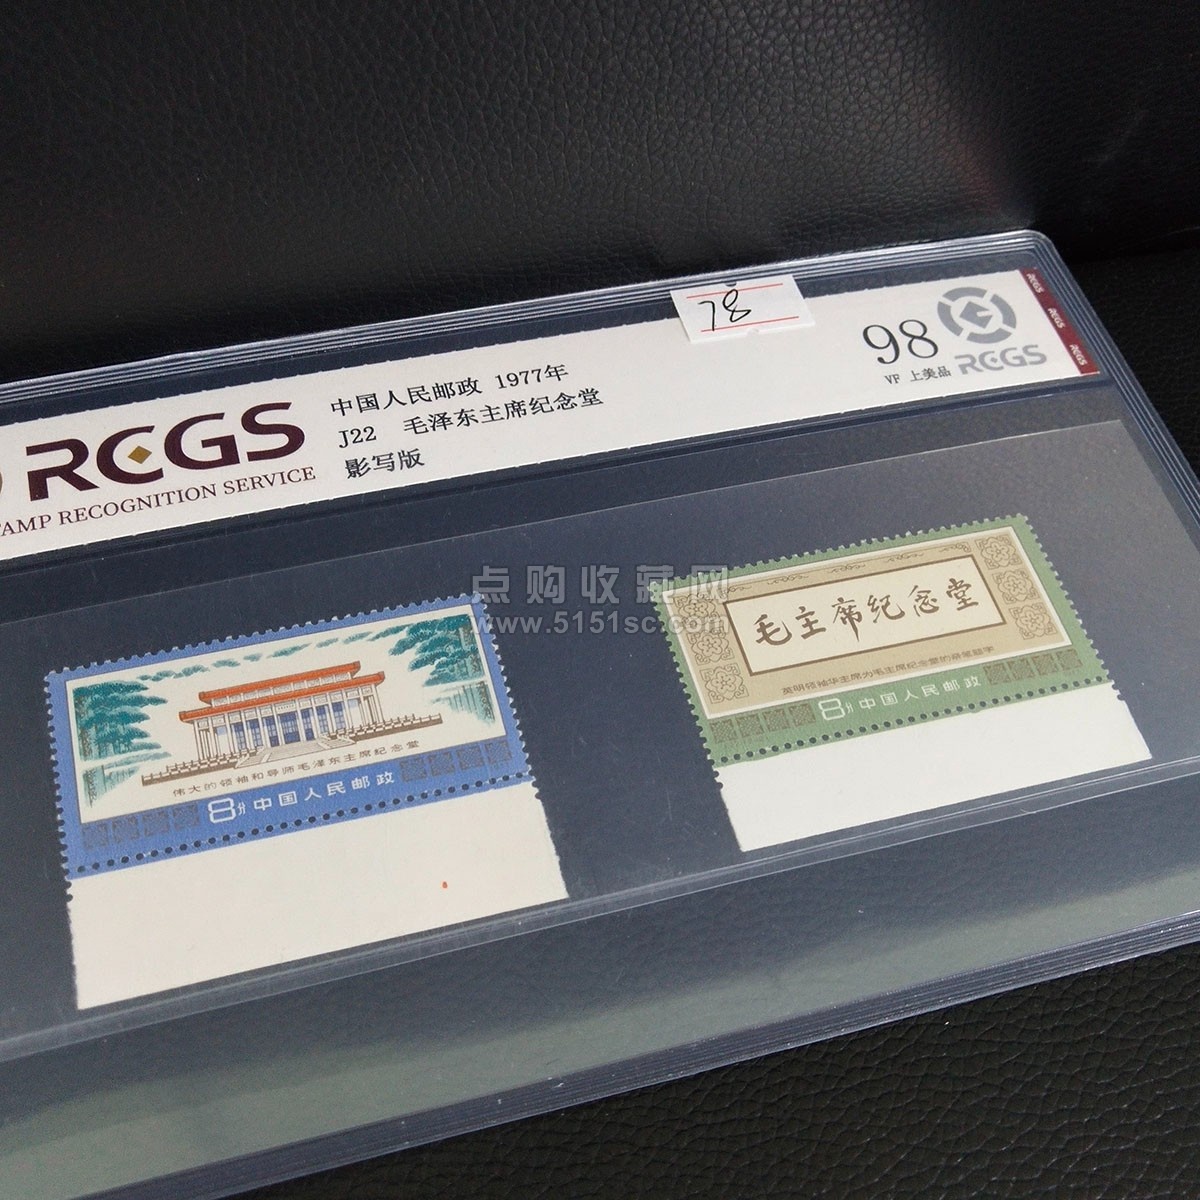 78
98
VF 上美品
RCGS
RCGS
RCGS
RCGS
RCGS
STAMP RECOGNITION SERVICE
中国人民邮政 1977年
J22 毛泽东主席纪念堂
影写版
点购收藏网
www.5151sc.com
伟大的领袖和导师毛泽东主席纪念堂
8分 中国人民邮政
毛主席纪念堂
英明领袖华主席为毛主席纪念堂的亲笔题字
8分 中国人民邮政